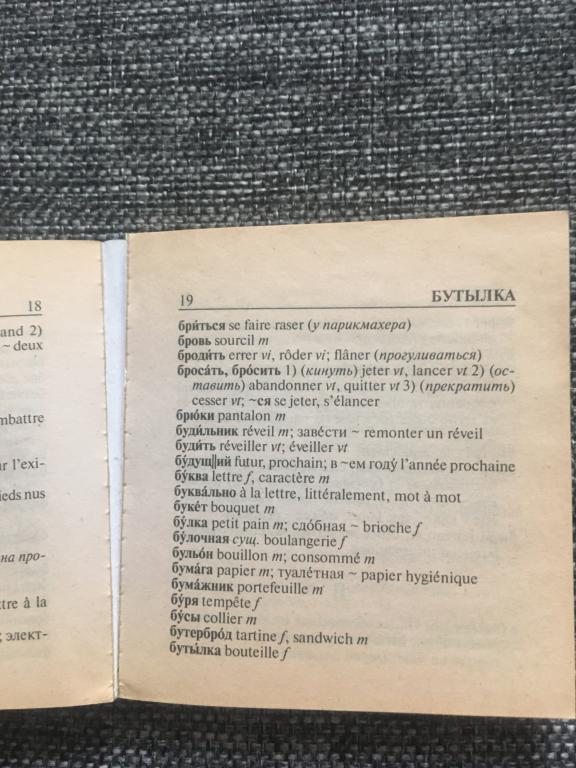 18
and 2)
~ deux
mbattre
ır l'exi-
ieds nus
на про-
ttre à la
; элект-
19 БУТЫЛКА
бри́ться se faire raser (у парикмахера)
бровь sourcil m
броди́ть errer vi, rôder vi; flâner (прогуливаться)
броса́ть, бро́сить 1) (кинуть) jeter vt, lancer vt 2) (ос-
тавить) abandonner vt, quitter vt 3) (прекратить)
cesser vt; ~ся se jeter, s'élancer
брю́ки pantalon m
буди́льник réveil m; завести́ ~ remonter un réveil
буди́ть réveiller vt; éveiller vt
бу́дущ||ий futur, prochain; в ~ем году́ l'année prochaine
бу́ква lettre f, caractère m
буква́льно à la lettre, littéralement, mot à mot
буке́т bouquet m
бу́лка petit pain m; сдо́бная ~ brioche f
бу́лочная сущ. boulangerie f
бульо́н bouillon m; consommé m
бума́га papier m; туале́тная ~ papier hygiénique
бума́жник portefeuille m
бу́ря tempête f
бу́сы collier m
бутербро́д tartine f, sandwich m
буты́лка bouteille f